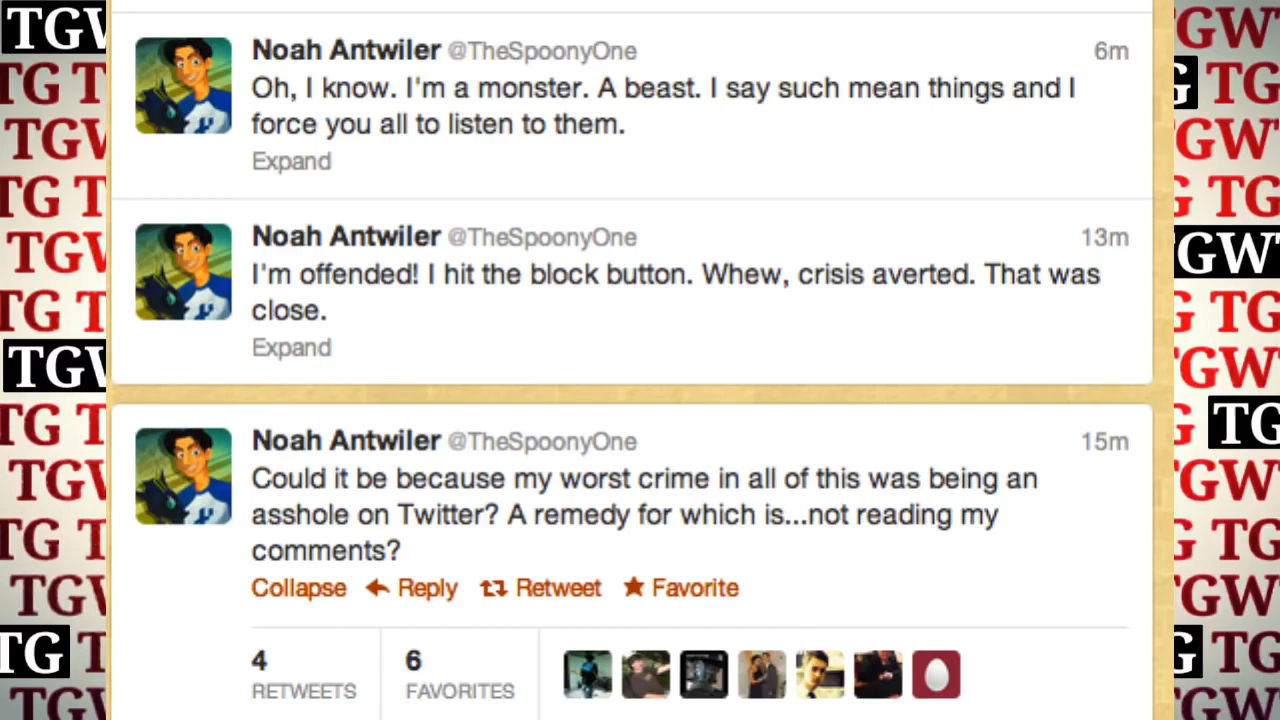 Noah Antwiler @TheSpoonyOne 6m
Oh, I know. I'm a monster. A beast. I say such mean things and I
force you all to listen to them.
Expand
Noah Antwiler @TheSpoonyOne 13m
I'm offended! I hit the block button. Whew, crisis averted. That was
close.
Expand
Noah Antwiler @TheSpoonyOne 15m
Could it be because my worst crime in all of this was being an
asshole on Twitter? A remedy for which is...not reading my
comments?
Collapse Reply Retweet Favorite
4 6
RETWEETS FAVORITES